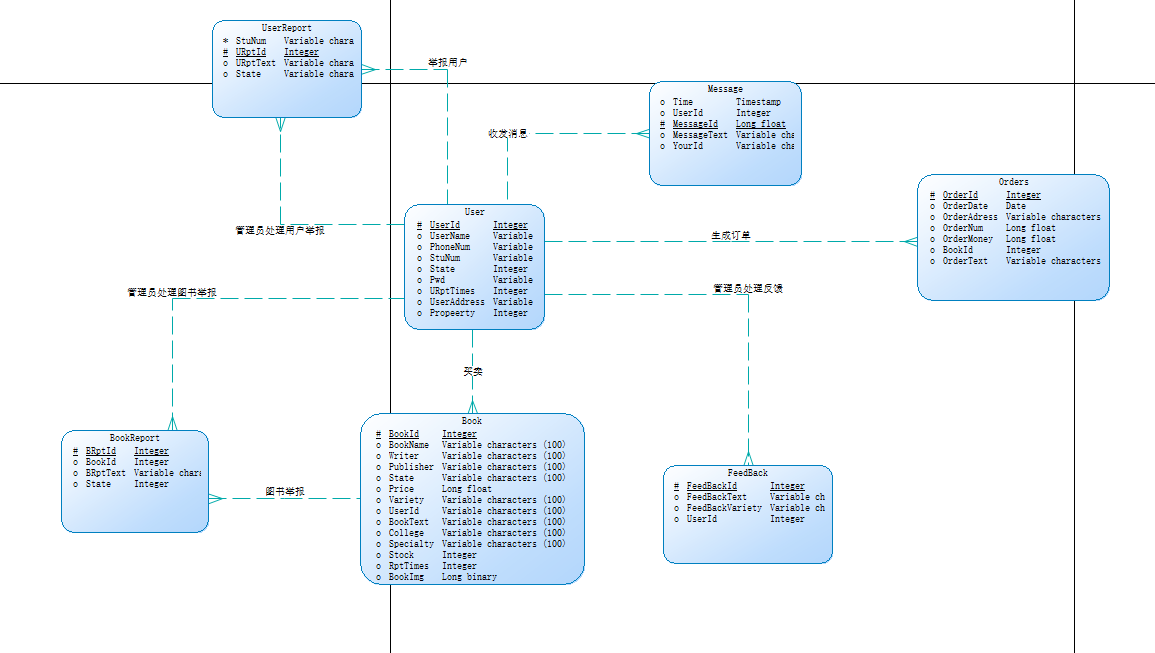 UserReport
* StuNum Variable chara
# URptId Integer
o URptText Variable chara
o State Variable chara
举报用户
Message
o Time Timestamp
o UserId Integer
# MessageId Long float
o MessageText Variable cha
o YourId Variable cha
收发消息
Orders
# OrderId Integer
o OrderDate Date
o OrderAdress Variable characters
o OrderNum Long float
o OrderMoney Long float
o BookId Integer
o OrderText Variable characters
User
# UserId Integer
o UserName Variable
o PhoneNum Variable
o StuNum Variable
o State Integer
o Pwd Variable
o URptTimes Integer
o UserAddress Variable
o Propeerty Integer
管理员处理用户举报
生成订单
管理员处理图书举报
管理员处理反馈
买卖
Book
# BookId Integer
o BookName Variable characters (100)
o Writer Variable characters (100)
o Publisher Variable characters (100)
o State Variable characters (100)
o Price Long float
o Variety Variable characters (100)
o UserId Variable characters (100)
o BookText Variable characters (100)
o College Variable characters (100)
o Specialty Variable characters (100)
o Stock Integer
o RptTimes Integer
o BookImg Long binary
BookReport
# BRptId Integer
o BookId Integer
o BRptText Variable chara
o State Integer
图书举报
FeedBack
# FeedBackId Integer
o FeedBackText Variable ch
o FeedBackVariety Variable ch
o UserId Integer